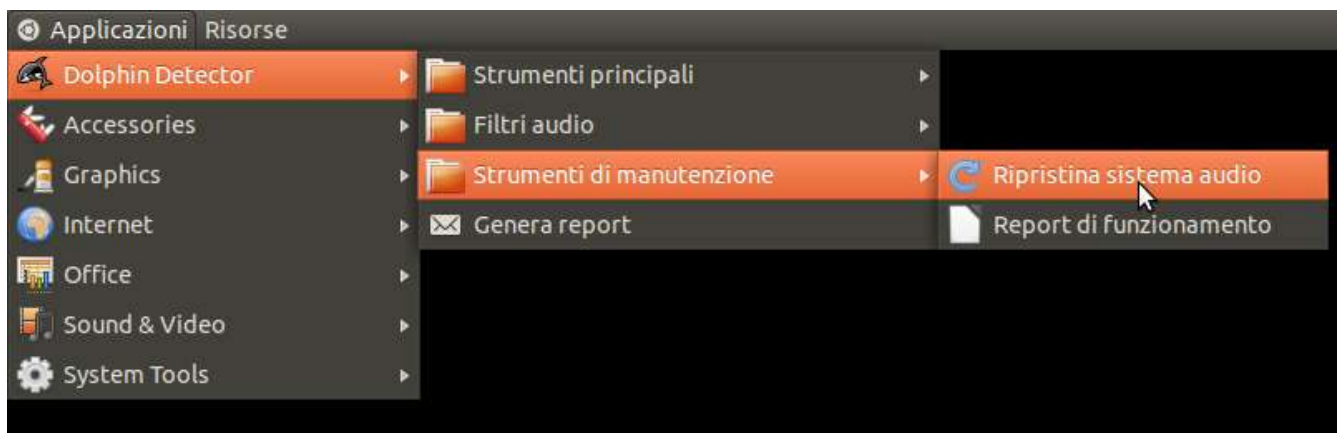 Applicazioni Risorse
Dolphin Detector
Accessories
Graphics
Internet
Office
Sound & Video
System Tools
Strumenti principali
Filtri audio
Strumenti di manutenzione
Genera report
Ripristina sistema audio
Report di funzionamento